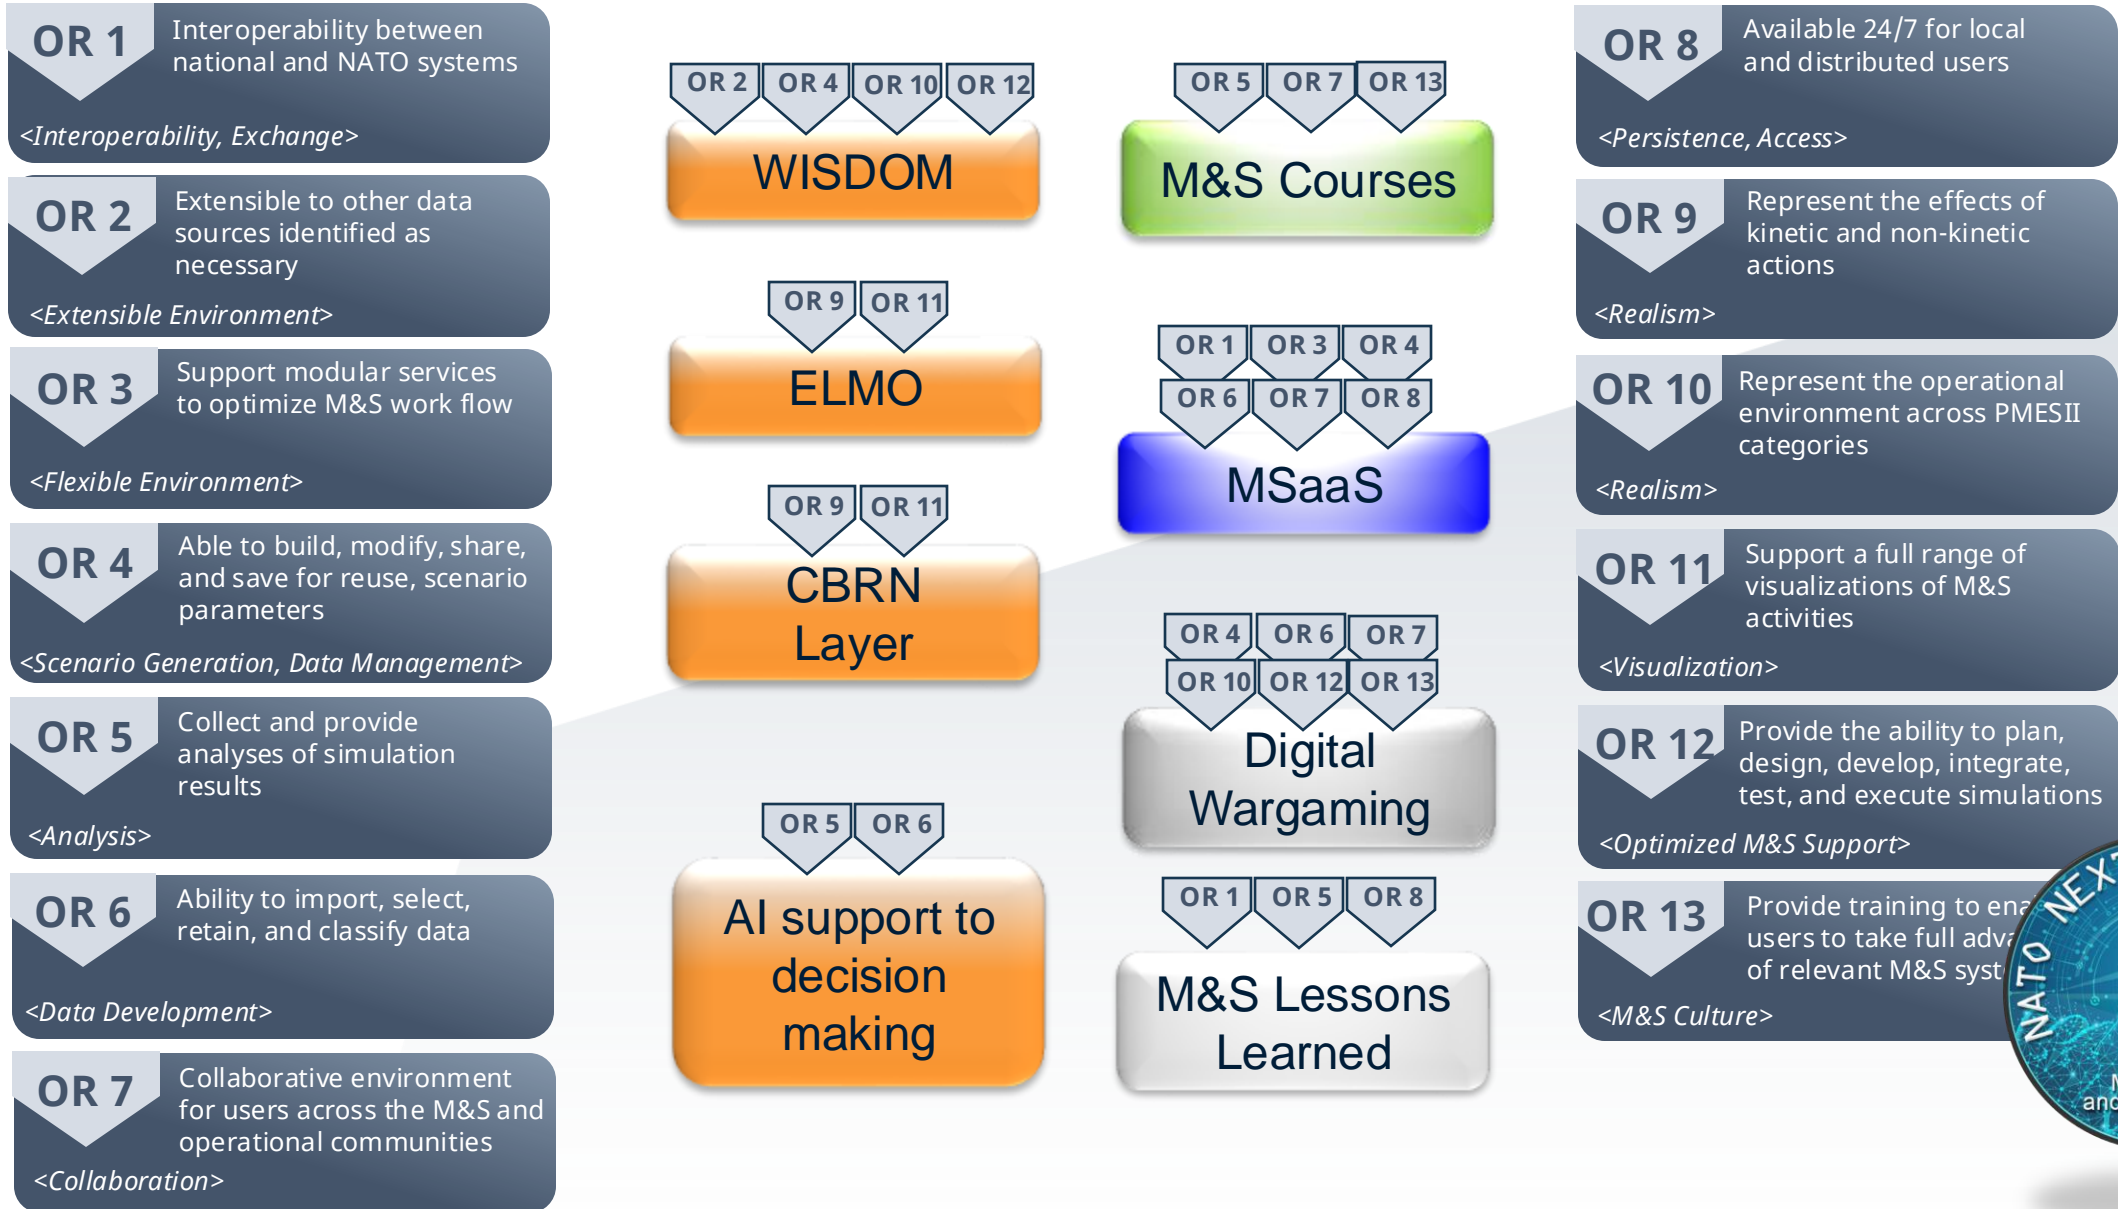 OR 1
Interoperability between
national and NATO systems
<Interoperability, Exchange>
OR 2
Extensible to other data
sources identified as
necessary
<Extensible Environment>
OR 3
Support modular services
to optimize M&S work flow
<Flexible Environment>
OR 4
Able to build, modify, share,
and save for reuse, scenario
parameters
<Scenario Generation, Data Management>
OR 5
Collect and provide
analyses of simulation
results
<Analysis>
OR 6
Ability to import, select,
retain, and classify data
<Data Development>
OR 7
Collaborative environment
for users across the M&S and
operational communities
<Collaboration>
OR 2 OR 4 OR 10 OR 12
WISDOM
OR 9 OR 11
ELMO
OR 9 OR 11
CBRN
Layer
OR 5 OR 6
AI support to
decision
making
OR 5 OR 7 OR 13
M&S Courses
OR 1 OR 3 OR 4
OR 6 OR 7 OR 8
MSaaS
OR 4 OR 6 OR 7
OR 10 OR 12 OR 13
Digital
Wargaming
OR 1 OR 5 OR 8
M&S Lessons
Learned
OR 8
Available 24/7 for local
and distributed users
<Persistence, Access>
OR 9
Represent the effects of
kinetic and non-kinetic
actions
<Realism>
OR 10
Represent the operational
environment across PMESII
categories
<Realism>
OR 11
Support a full range of
visualizations of M&S
activities
<Visualization>
OR 12
Provide the ability to plan,
design, develop, integrate,
test, and execute simulations
<Optimized M&S Support>
OR 13
Provide training to
users to take full
of relevant M&S
<M&S Culture>
NATO NEXT